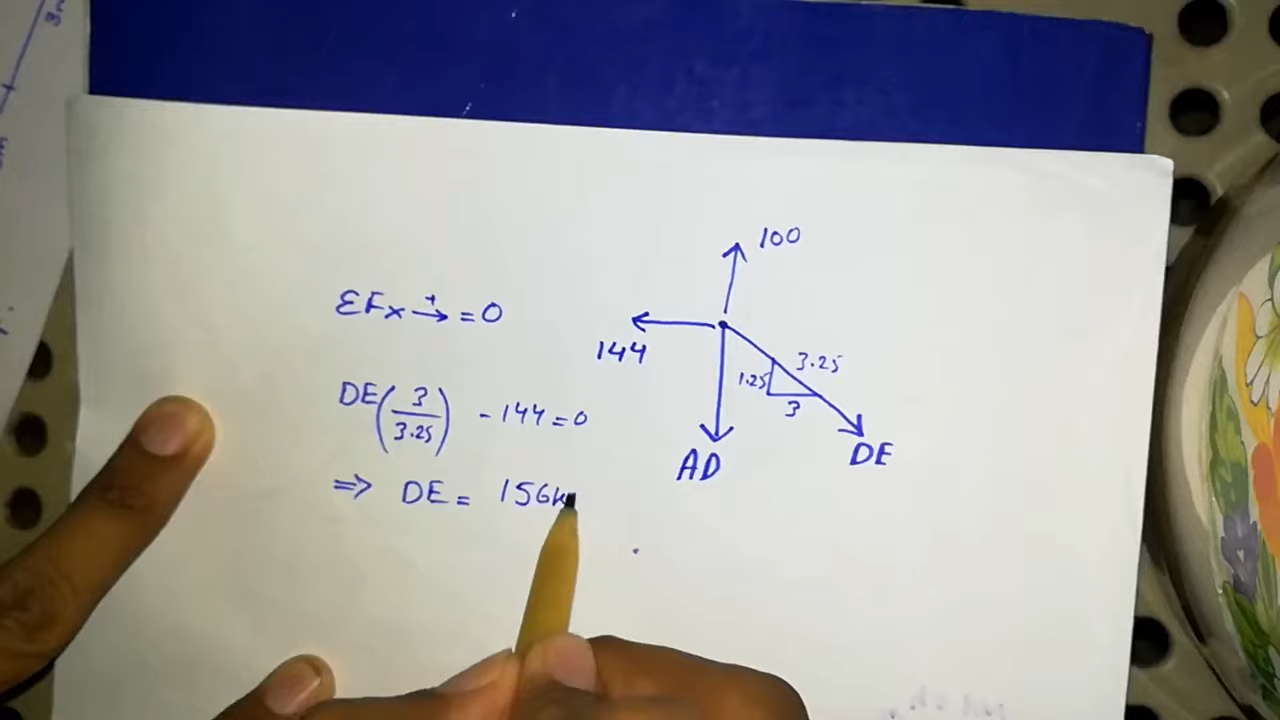 ΣFx →+ = 0
DE(3/3.25) - 144 = 0
⇒ DE = 156k
100
144
3.25
1.25
3
AD
DE